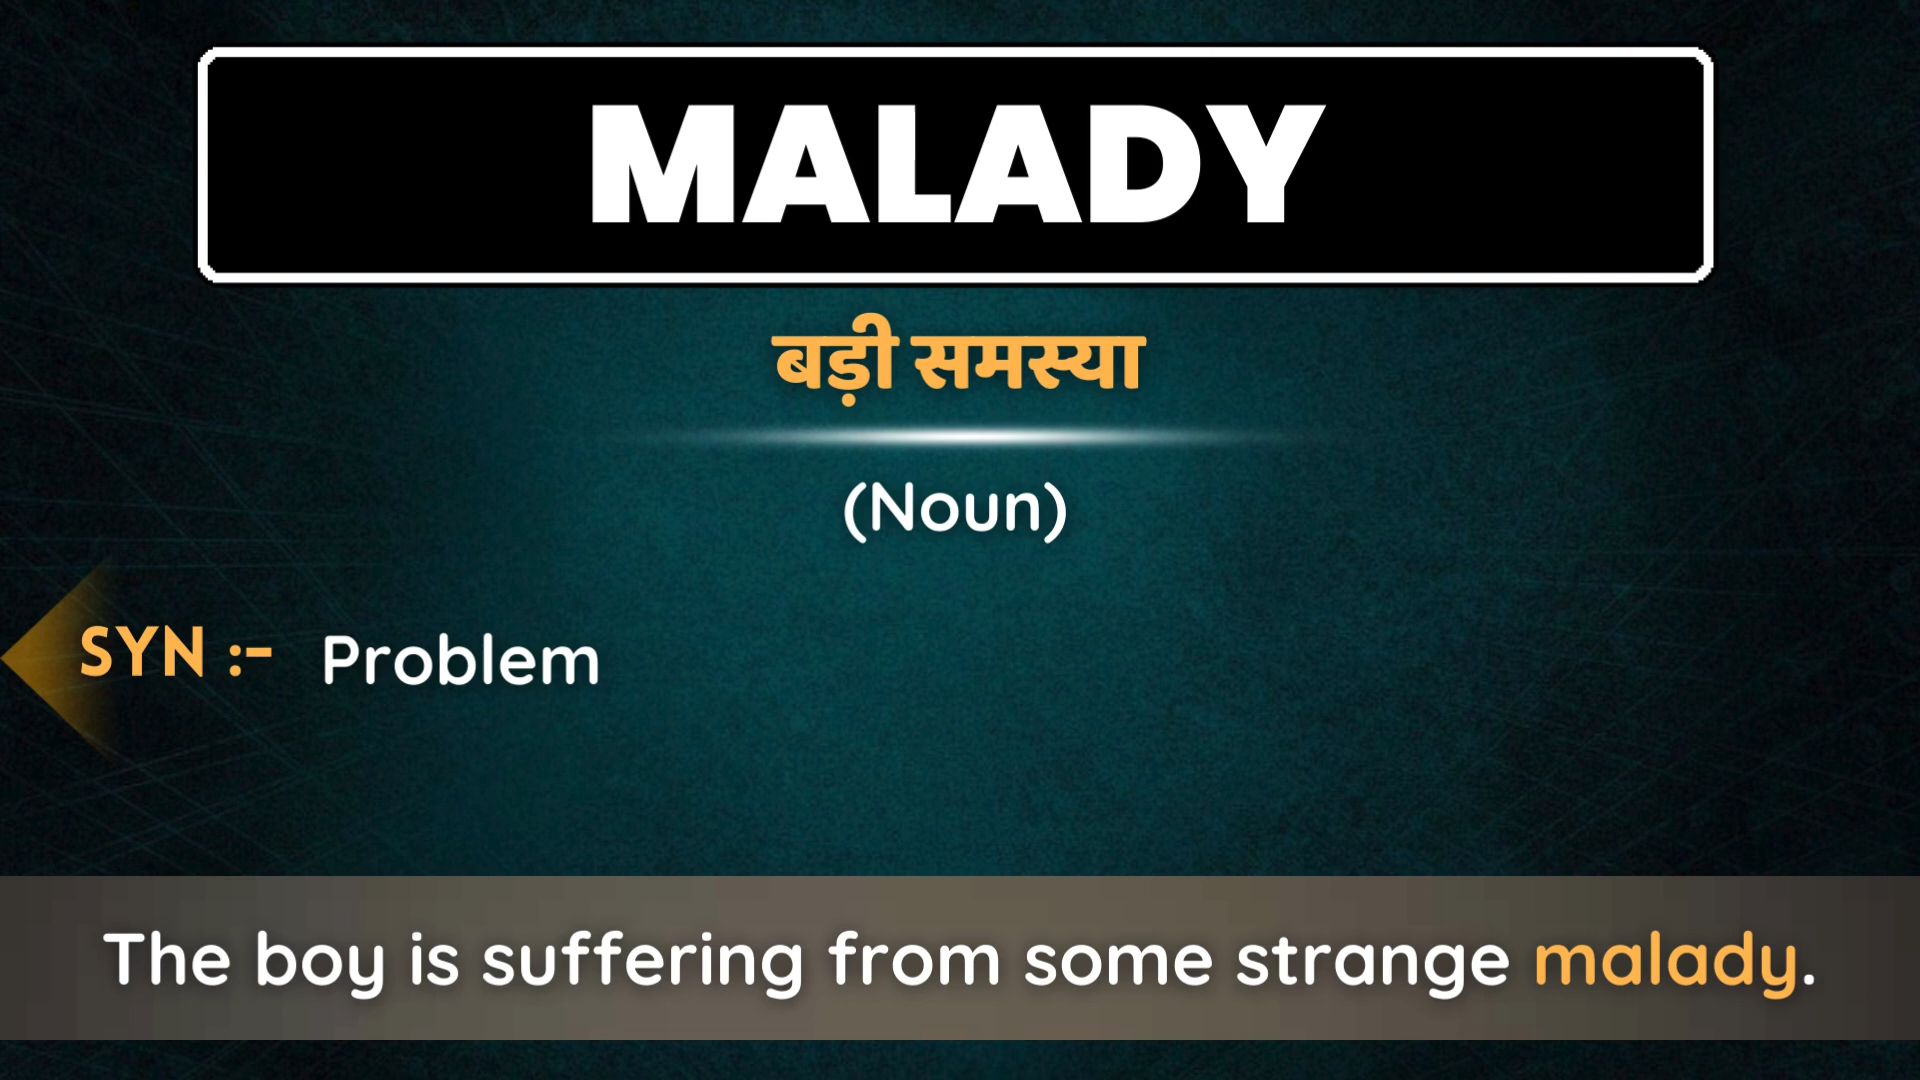 MALADY
बड़ी समस्या
(Noun)
SYN :- Problem
The boy is suffering from some strange malady.